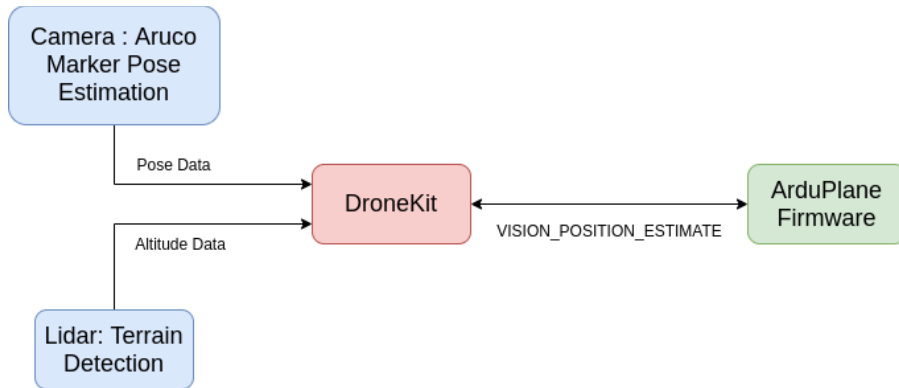 Camera : Aruco
Marker Pose
Estimation
Pose Data
DroneKit
VISION_POSITION_ESTIMATE
ArduPlane
Firmware
Altitude Data
Lidar: Terrain
Detection